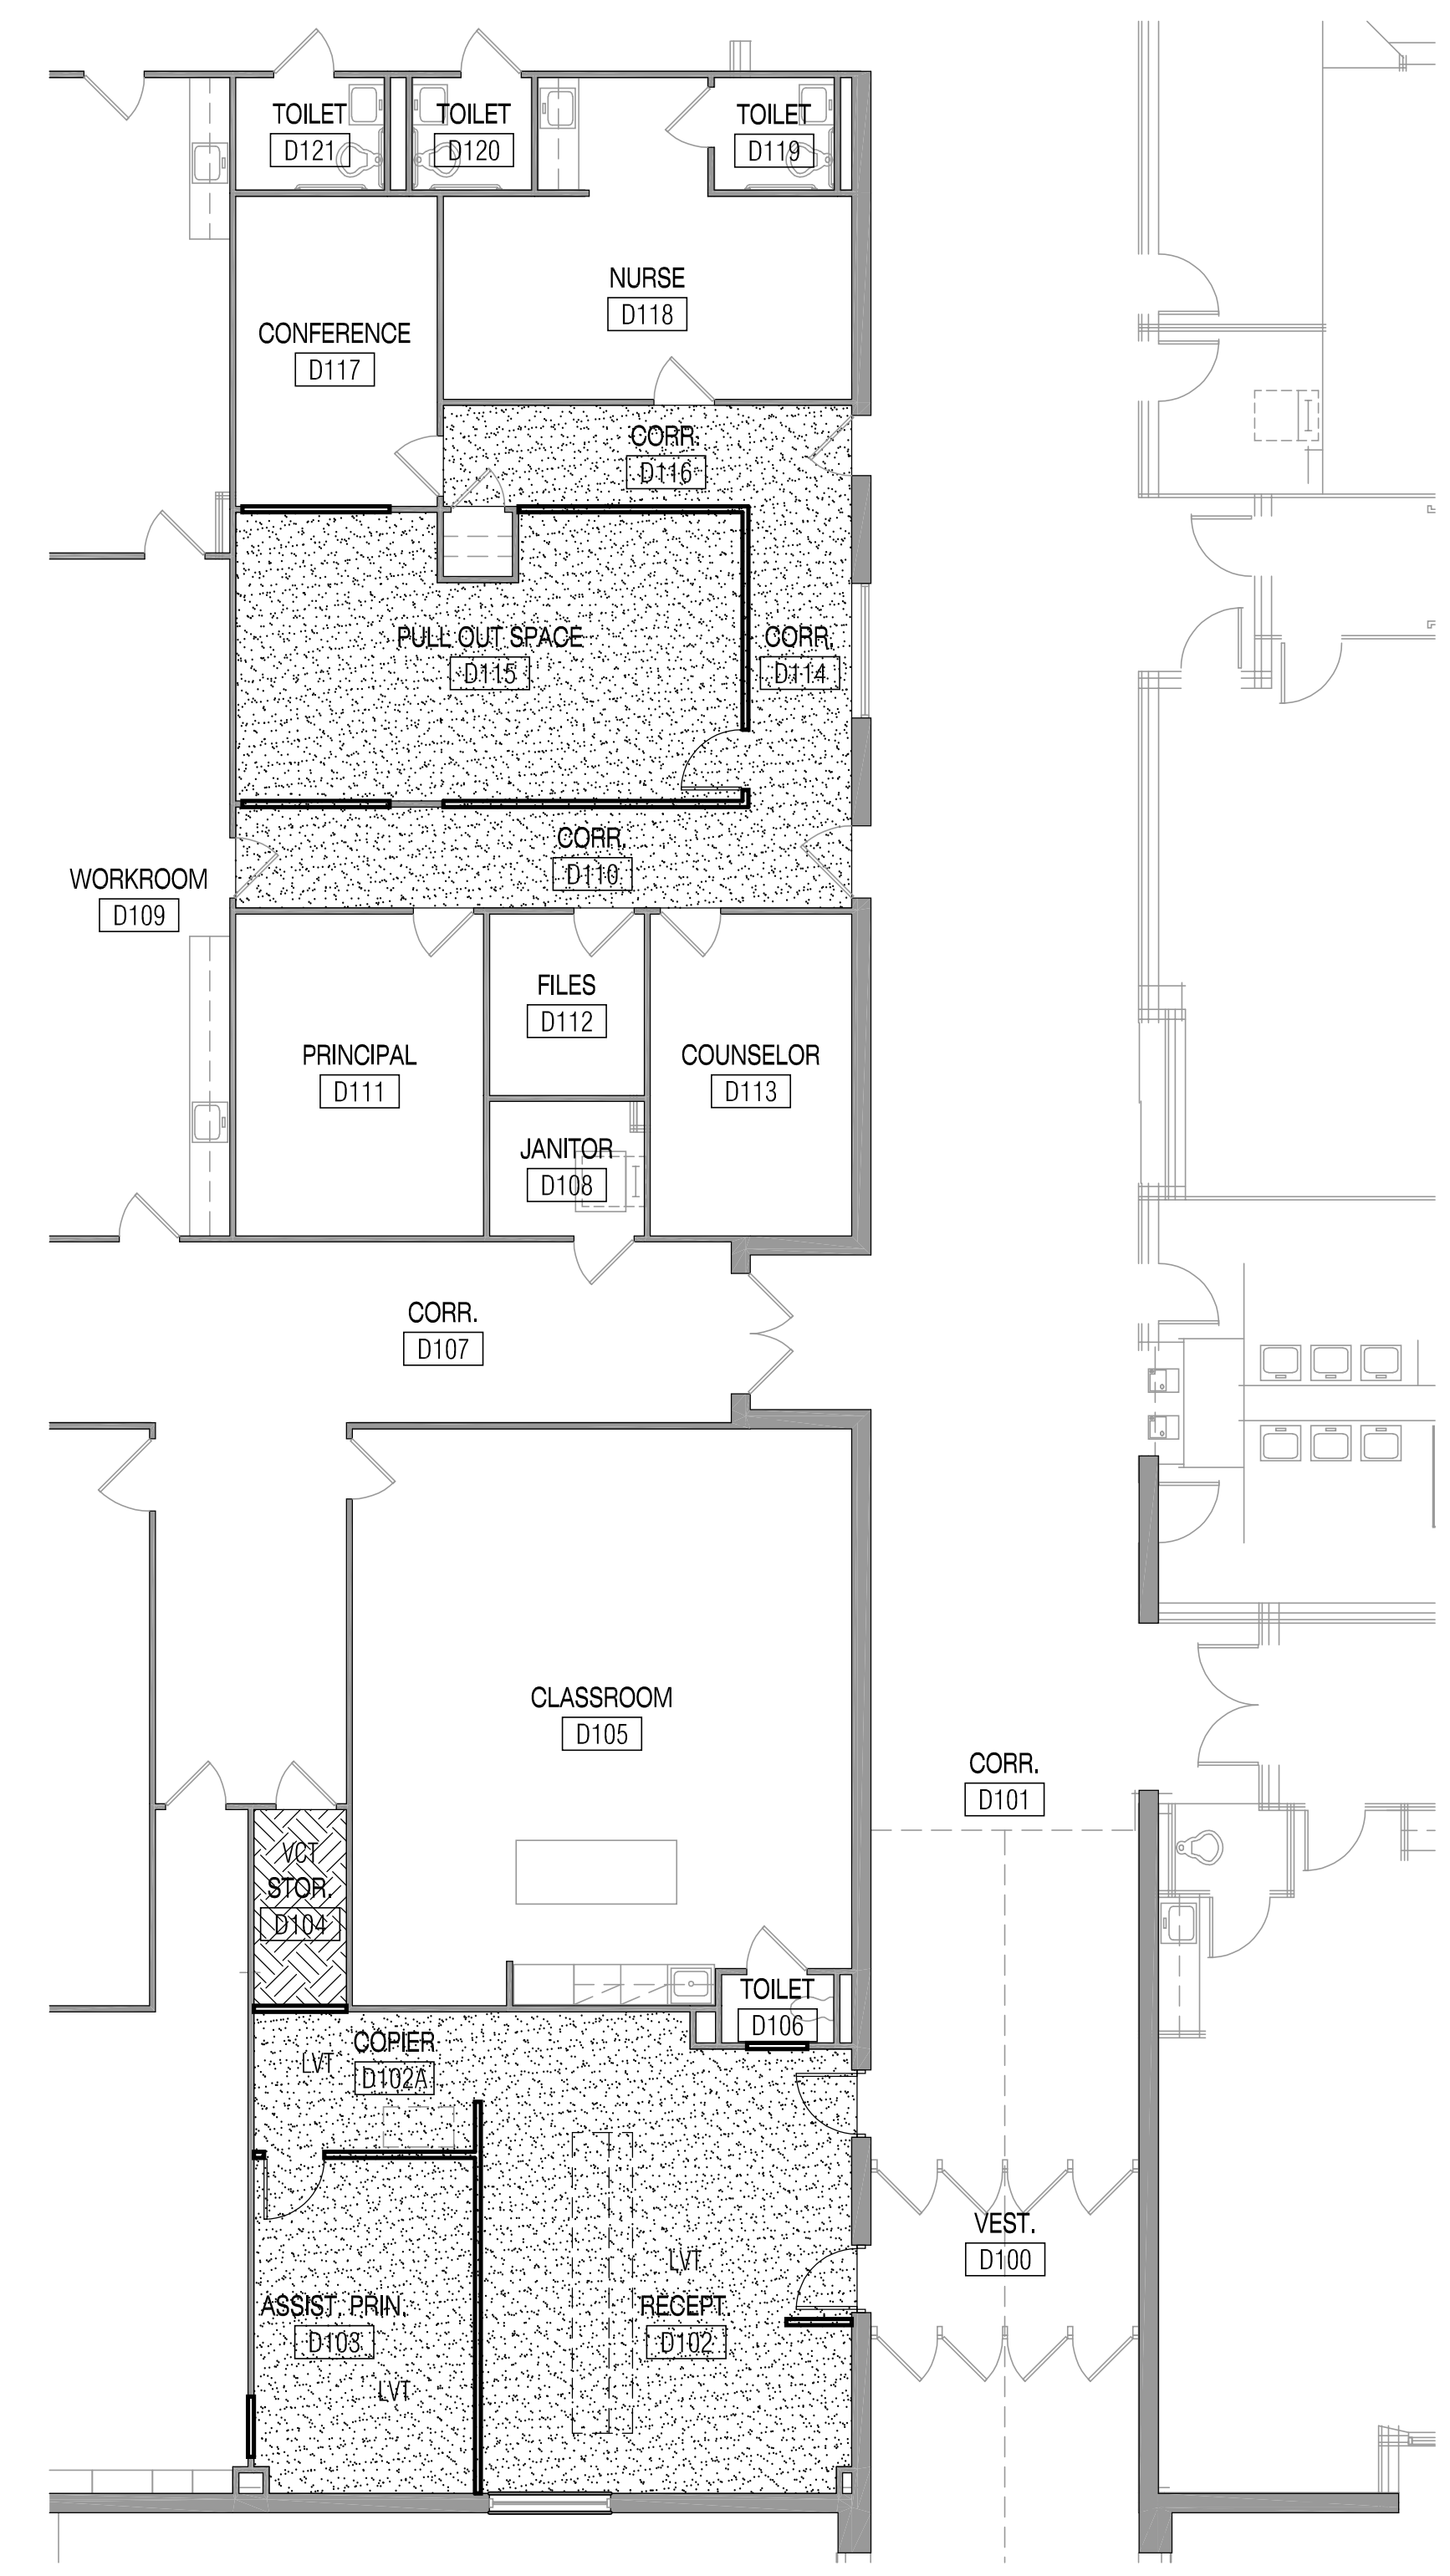 TOILET
D121
TOILET
D120
TOILET
D119
NURSE
D118
CONFERENCE
D117
CORR.
D116
PULL OUT SPACE
D115
CORR.
D114
CORR.
D110
WORKROOM
D109
FILES
D112
PRINCIPAL
D111
COUNSELOR
D113
JANITOR
D108
CORR.
D107
CLASSROOM
D105
CORR.
D101
VCT
STOR.
D104
TOILET
D106
COPIER
LVT
D102A
VEST.
D100
LVT
ASSIST. PRIN.
D103
RECEPT.
D102
LVT